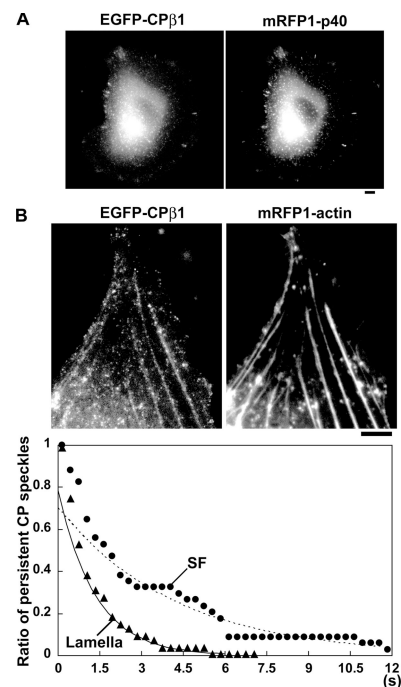 A
EGFP-CPβ1 mRFP1-p40
B
EGFP-CPβ1 mRFP1-actin
Ratio of persistent CP speckles
1
0.8
0.6
0.4
0.2
0
SF
Lamella
0 1.5 3 4.5 6 7.5 9 10.5 12
(s)